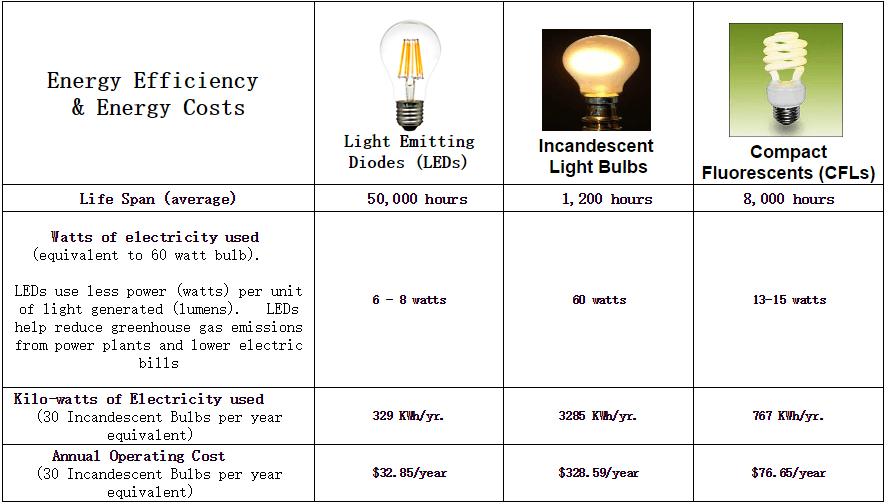 Energy Efficiency
& Energy Costs
Light Emitting
Diodes (LEDs)
Incandescent
Light Bulbs
Compact
Fluorescents (CFLs)
Life Span (average)
50,000 hours
1,200 hours
8,000 hours
Watts of electricity used
(equivalent to 60 watt bulb).
LEDs use less power (watts) per unit
of light generated (lumens). LEDs
help reduce greenhouse gas emissions
from power plants and lower electric
bills
6 - 8 watts
60 watts
13-15 watts
Kilo-watts of Electricity used
(30 Incandescent Bulbs per year
equivalent)
329 KWh/yr.
3285 KWh/yr.
767 KWh/yr.
Annual Operating Cost
(30 Incandescent Bulbs per year
equivalent)
$32.85/year
$328.59/year
$76.65/year